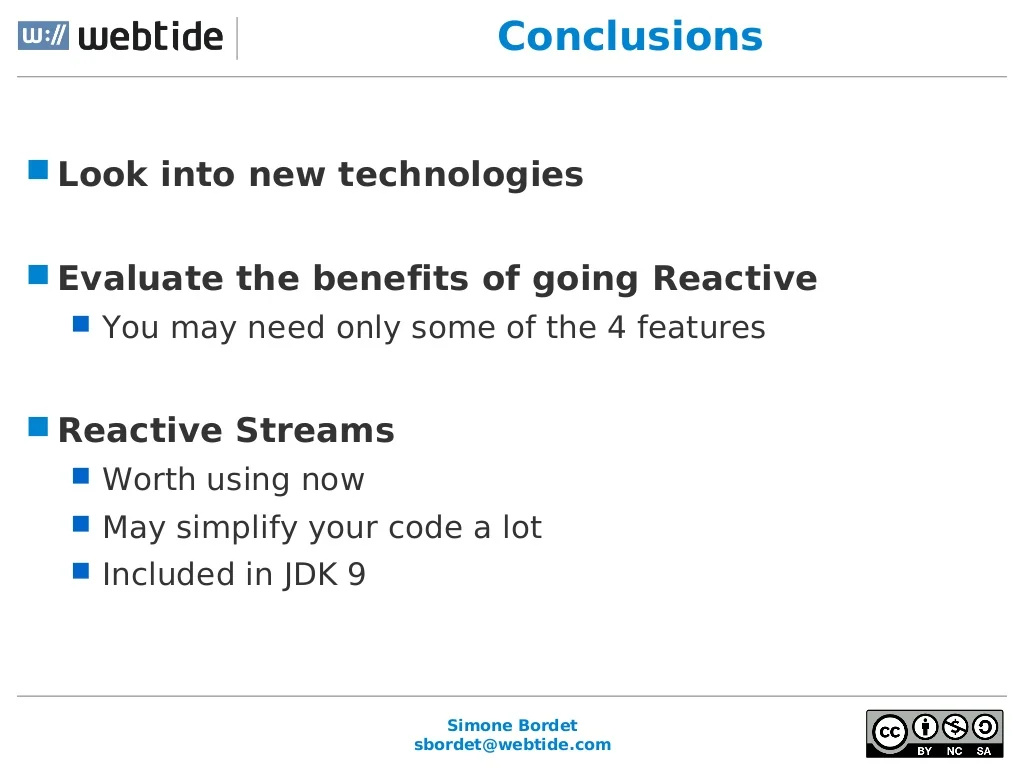 w:// webtide
Conclusions
Look into new technologies
Evaluate the benefits of going Reactive
You may need only some of the 4 features
Reactive Streams
Worth using now
May simplify your code a lot
Included in JDK 9
Simone Bordet
sbordet@webtide.com
cc
BY NC SA